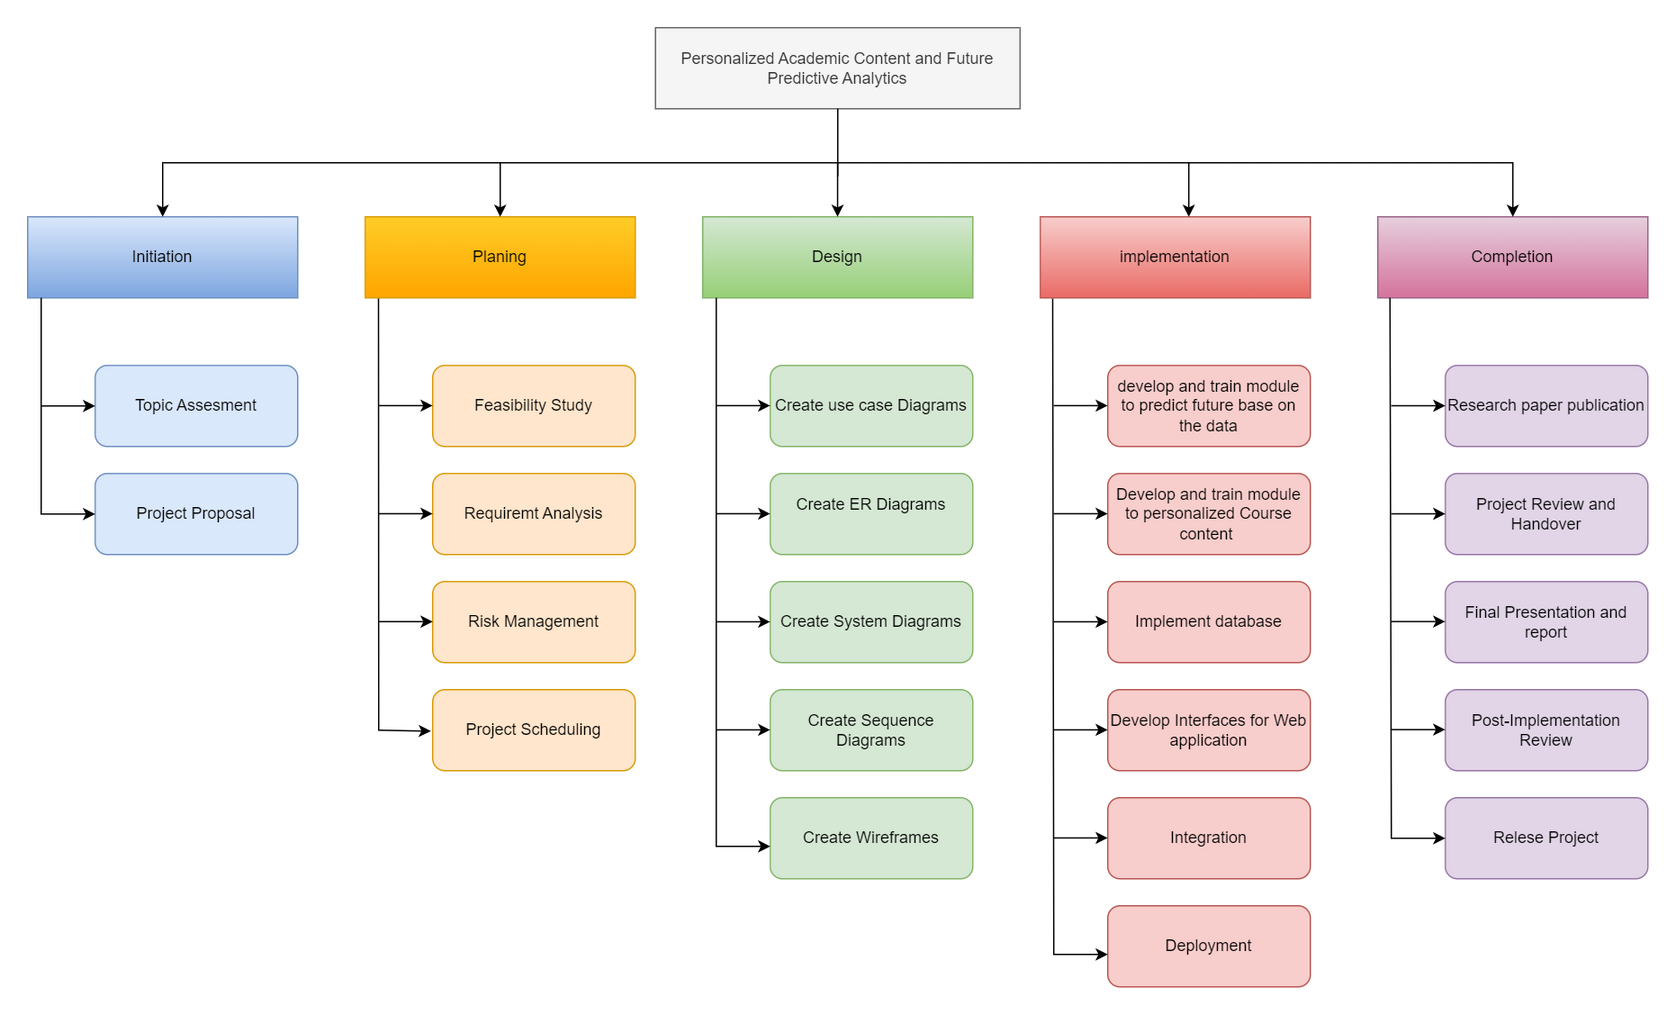 Personalized Academic Content and Future
Predictive Analytics
Initiation
Planing
Design
implementation
Completion
Topic Assesment
Project Proposal
Feasibility Study
Requiremt Analysis
Risk Management
Project Scheduling
Create use case Diagrams
Create ER Diagrams
Create System Diagrams
Create Sequence
Diagrams
Create Wireframes
develop and train module
to predict future base on
the data
Develop and train module
to personalized Course
content
Implement database
Develop Interfaces for Web
application
Integration
Deployment
Research paper publication
Project Review and
Handover
Final Presentation and
report
Post-Implementation
Review
Relese Project